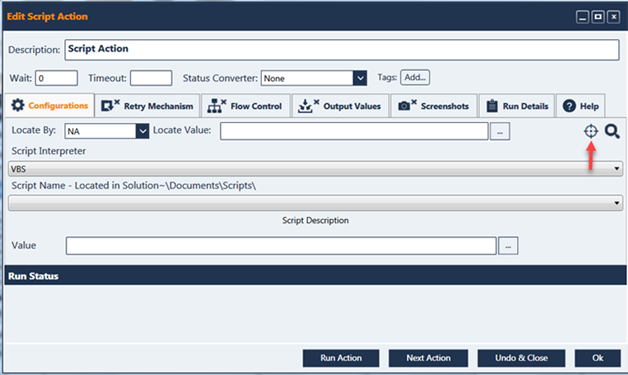 Edit Script Action
Description: Script Action
Wait: 0 Timeout: Status Converter: None Tags: Add...
Configurations Retry Mechanism Flow Control Output Values Screenshots Run Details Help
Locate By: NA Locate Value: ...
Script Interpreter
VBS
Script Name - Located in Solution~\Documents\Scripts\
Script Description
Value ...
Run Status
Run Action Next Action Undo & Close Ok